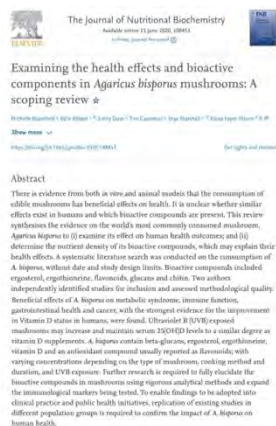 The Journal of Nutritional Biochemistry
Available online 15 June 2020, 108453
In Press, Journal Pre-proof
ELSEVIER
Examining the health effects and bioactive
components in Agaricus bisporus mushrooms: A
scoping review ☆
Show more
Get rights and
Abstract
There is evidence from both in vitro and animal models that the consumption of
edible mushrooms has beneficial effects on health. It is unclear whether similar
effects exist in humans and which bioactive compounds are present. This review
synthesises the evidence on the world's most commonly consumed mushroom,
Agaricus bisporus to (i) examine its effect on human health outcomes; and (ii)
determine the nutrient density of its bioactive compounds, which may explain their
health effects. A systematic literature search was conducted on the consumption of
A. bisporus, without date and study design limits. Bioactive compounds included
ergosterol, ergothioneine, flavonoids, glucans and chitin. Two authors
independently identified studies for inclusion and assessed methodological quality.
Beneficial effects of A. bisporus on metabolic syndrome, immune function,
gastrointestinal health and cancer, with the strongest evidence for the improvement
in Vitamin D status in humans, were found. Ultraviolet B (UVB) exposed
mushrooms may increase and maintain serum 25(OH)D levels to a similar degree as
vitamin D supplements. A. bisporus contain beta-glucans, ergosterol, ergothioneine,
vitamin D and an antioxidant compound usually reported as flavonoids; with
varying concentrations depending on the type of mushroom, cooking method and
duration, and UVB-exposure. Further research is required to fully elucidate the
bioactive compounds in mushrooms using rigorous analytical methods and expand
the immunological markers being tested. To enable findings to be adopted into
clinical practice and public health initiatives, replication of existing studies in
different population groups is required to confirm the impact of A. bisporus on
human health.